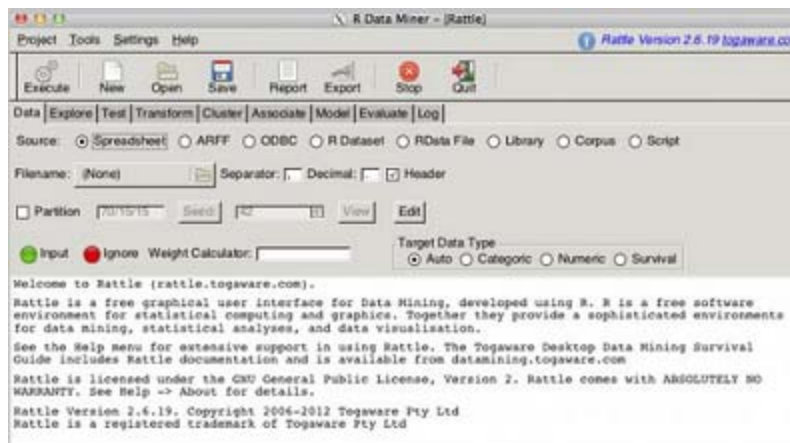 R Data Miner - [Rattle]
Project Tools Settings Help Rattle Version 2.6.19 togaware.co
Execute New Open Save Report Export Stop Quit
Data Explore Test Transform Cluster Associate Model Evaluate Log
Source: Spreadsheet ARFF ODBC R Dataset RData File Library Corpus Script
Filename: (None) Separator: , Decimal: . Header
Partition 70/15/15 Seed: 42 View Edit
Input Ignore Weight Calculator: Target Data Type
Auto Categoric Numeric Survival
Welcome to Rattle (rattle.togaware.com).
Rattle is a free graphical user interface for Data Mining, developed using R. R is a free software
environment for statistical computing and graphics. Together they provide a sophisticated environments
for data mining, statistical analyses, and data visualisation.
See the Help menu for extensive support in using Rattle. The Togaware Desktop Data Mining Survival
Guide includes Rattle documentation and is available from datamining.togaware.com
Rattle is licensed under the GNU General Public License, Version 2. Rattle comes with ABSOLUTELY NO
WARRANTY. See Help -> About for details.
Rattle Version 2.6.19. Copyright 2006-2012 Togaware Pty Ltd
Rattle is a registered trademark of Togaware Pty Ltd